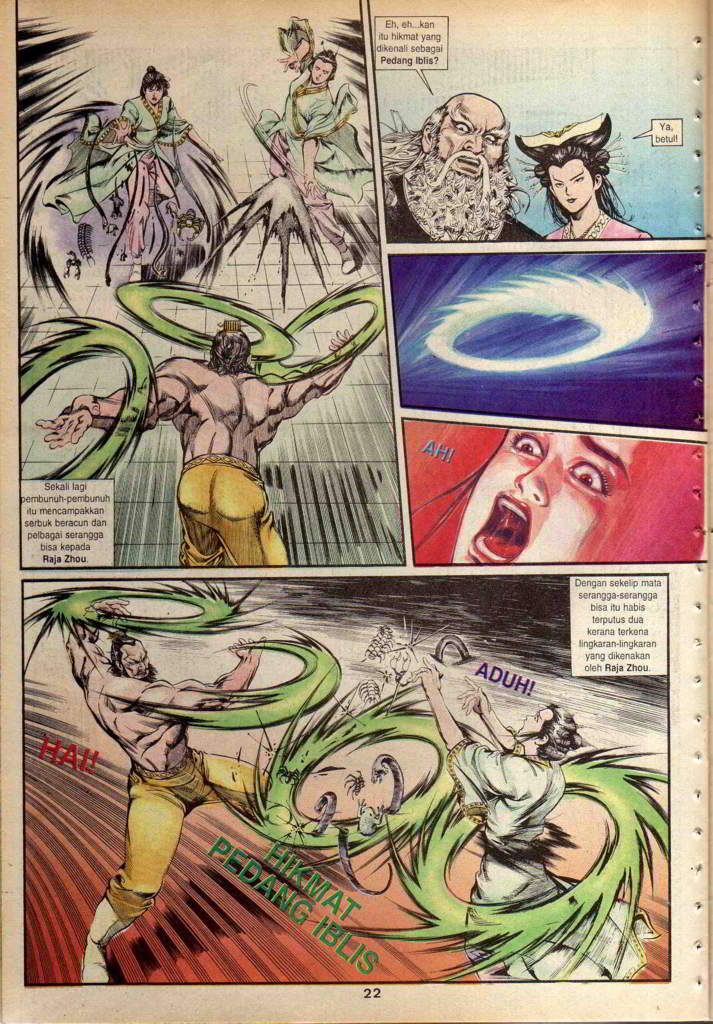 Sekali lagi
pembunuh-pembunuh
itu mencampakkan
serbuk beracun dan
pelbagai serangga
bisa kepada
Raja Zhou.
Eh, eh...kan
itu hikmat yang
dikenali sebagai
Pedang Iblis?
Ya,
betul!
AH!
Dengan sekelip mata
serangga-serangga
bisa itu habis
terputus dua
kerana terkena
lingkaran-lingkaran
yang dikenakan
oleh Raja Zhou.
HAI!
ADUH!
HIKMAT
PEDANG IBLIS
22